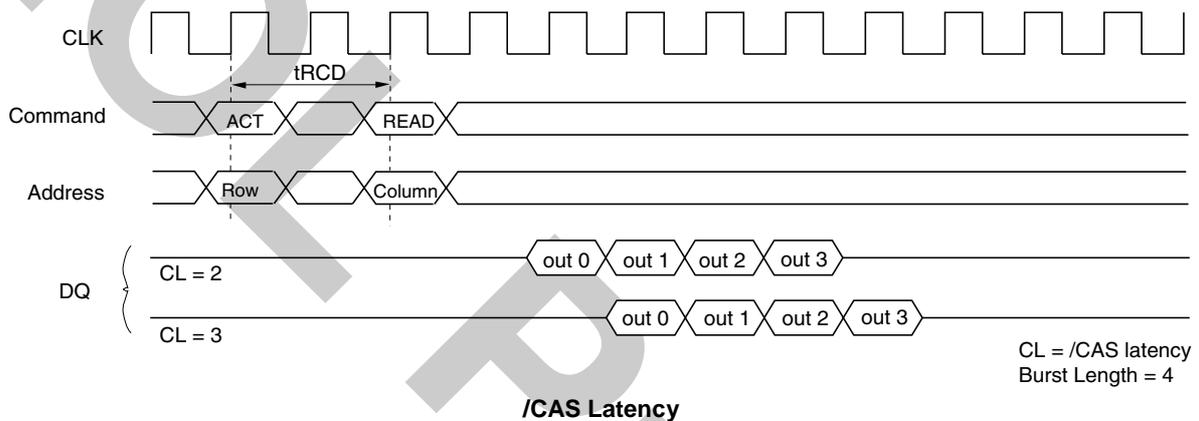 CLK
tRCD
Command ACT READ
Address Row Column
out 0 out 1 out 2 out 3
CL = 2
DQ
out 0 out 1 out 2 out 3
CL = 3
CL = /CAS latency
Burst Length = 4
/CAS Latency